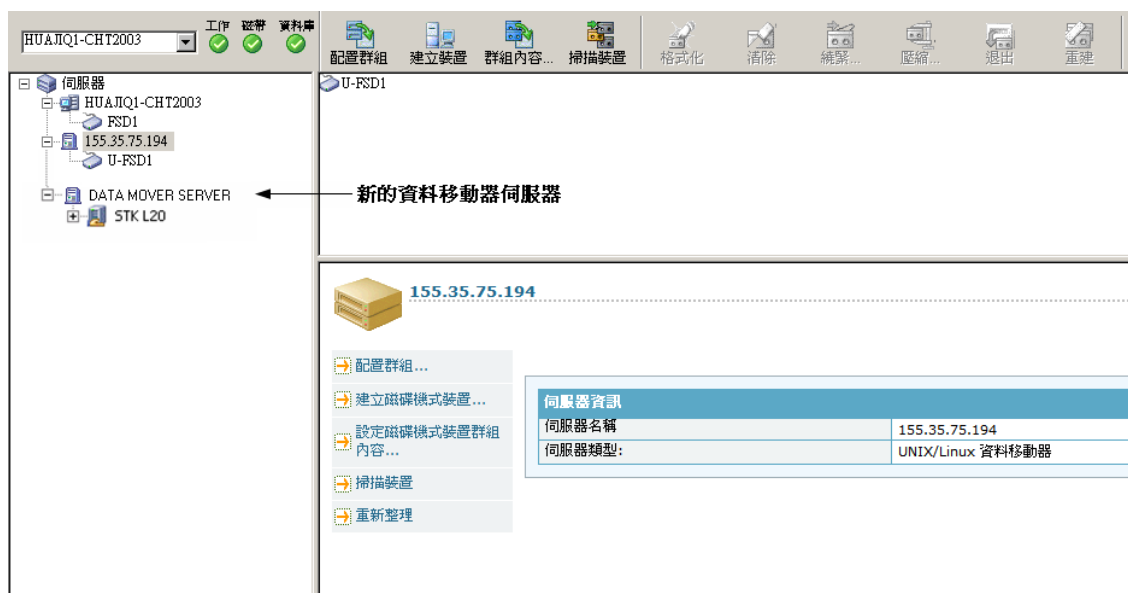 HUAJIQ1-CHT2003
工作 磁帶 資料庫
配置群組 建立裝置 群組內容... 掃描裝置 格式化 清除 繞緊... 壓縮... 退出 重建
伺服器
HUAJIQ1-CHT2003
FSD1
155.35.75.194
U-FSD1
DATA MOVER SERVER
STK L20
新的資料移動器伺服器
U-FSD1
155.35.75.194
配置群組...
建立磁碟機式裝置...
設定磁碟機式裝置群組
內容...
掃描裝置
重新整理
伺服器資訊
伺服器名稱 155.35.75.194
伺服器類型: UNIX/Linux 資料移動器